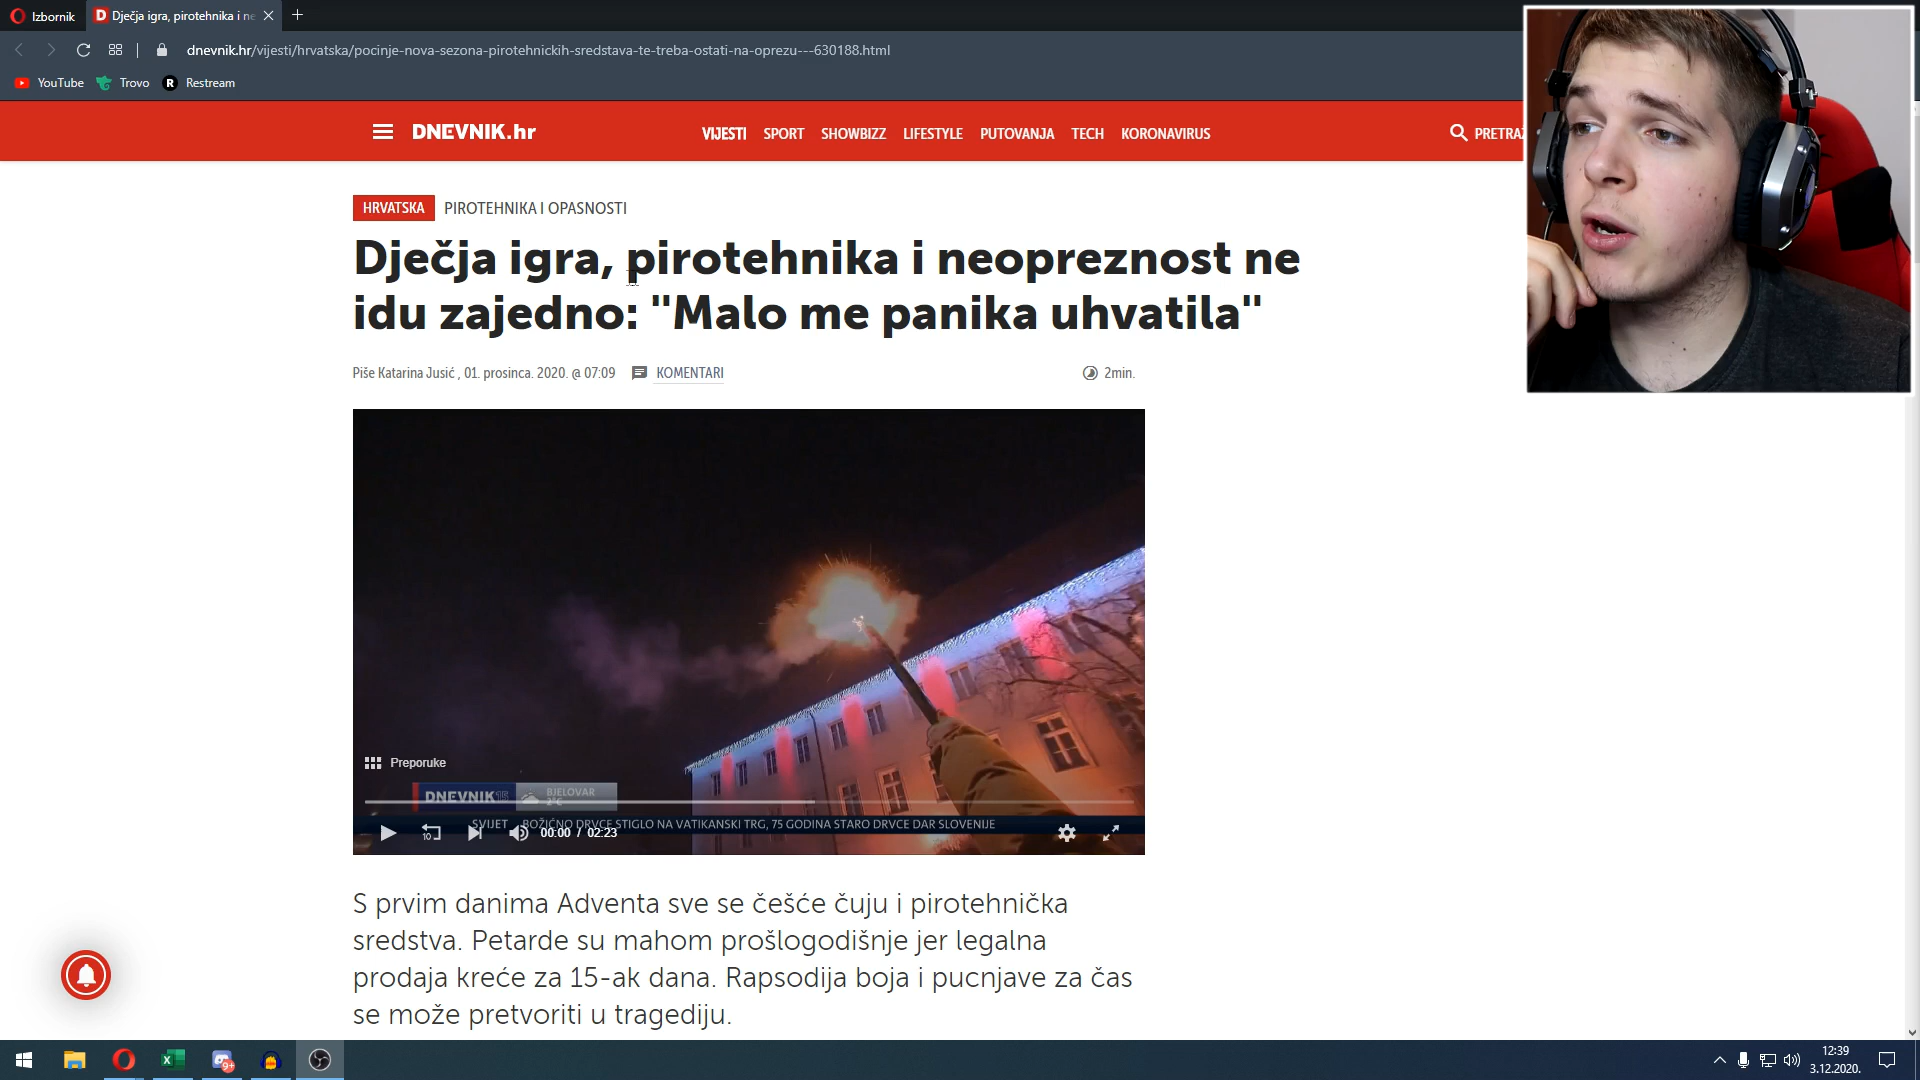 Izbornik
Dječja igra, pirotehnika i ne
dnevnik.hr/vijesti/hrvatska/pocinje-nova-sezona-pirotehnickih-sredstava-te-treba-ostati-na-oprezu---630188.html
YouTube Trovo R Restream
DNEVNIK.hr VIJESTI SPORT SHOWBIZZ LIFESTYLE PUTOVANJA TECH KORONAVIRUS PRETRAŽ
HRVATSKA PIROTEHNIKA I OPASNOSTI
Dječja igra, pirotehnika i neopreznost ne
idu zajedno: "Malo me panika uhvatila"
Piše Katarina Jusić , 01. prosinca. 2020. @ 07:09 KOMENTARI 2min.
Preporuke
DNEVNIK BJELOVAR
2°C
SVIJET BOŽIĆNO DRVCE STIGLO NA VATIKANSKI TRG, 75 GODINA STARO DRVCE DAR SLOVENIJE
10 00:00 / 02:23
S prvim danima Adventa sve se češće čuju i pirotehnička
sredstva. Petarde su mahom prošlogodišnje jer legalna
prodaja kreće za 15-ak dana. Rapsodija boja i pucnjave za čas
se može pretvoriti u tragediju.
9+
12:39
3.12.2020.